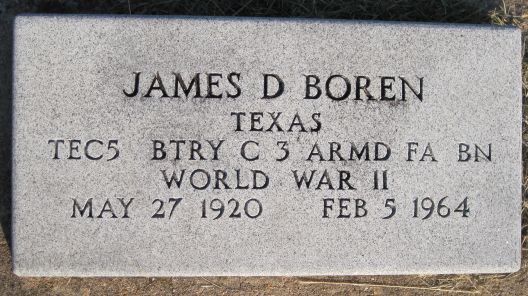 JAMES D BOREN
TEXAS
TEC5 BTRY C 3 ARMD FA BN
WORLD WAR II
MAY 27 1920 FEB 5 1964